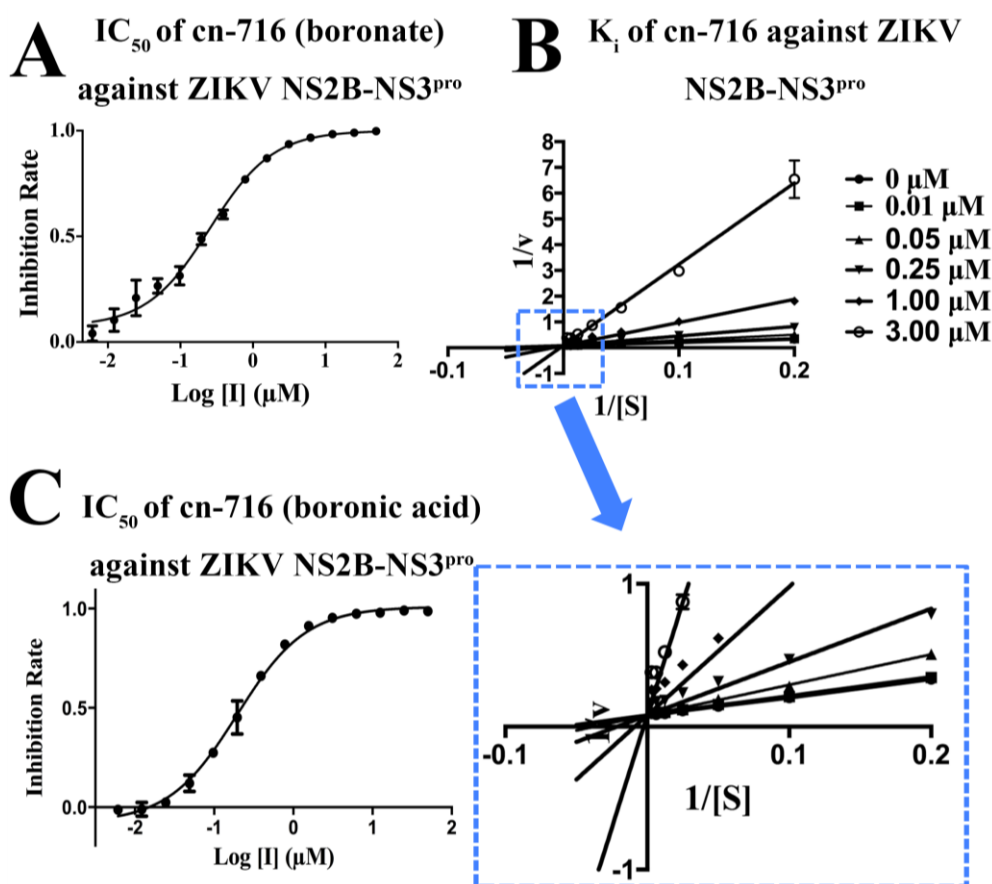 A
IC50 of cn-716 (boronate)
against ZIKV NS2B-NS3pro
1.0
0.5
0.0
Inhibition Rate
-2 -1 0 1 2
Log [I] (μM)
B
Ki of cn-716 against ZIKV
NS2B-NS3pro
8
7
6
5
4
3
2
1
-1
1/v
-0.1 0.1 0.2
1/[S]
0 μM
0.01 μM
0.05 μM
0.25 μM
1.00 μM
3.00 μM
C
IC50 of cn-716 (boronic acid)
against ZIKV NS2B-NS3pro
1.0
0.5
0.0
Inhibition Rate
-2 -1 0 1 2
Log [I] (μM)
1
1/v
-0.1 0.1 0.2
1/[S]
-1